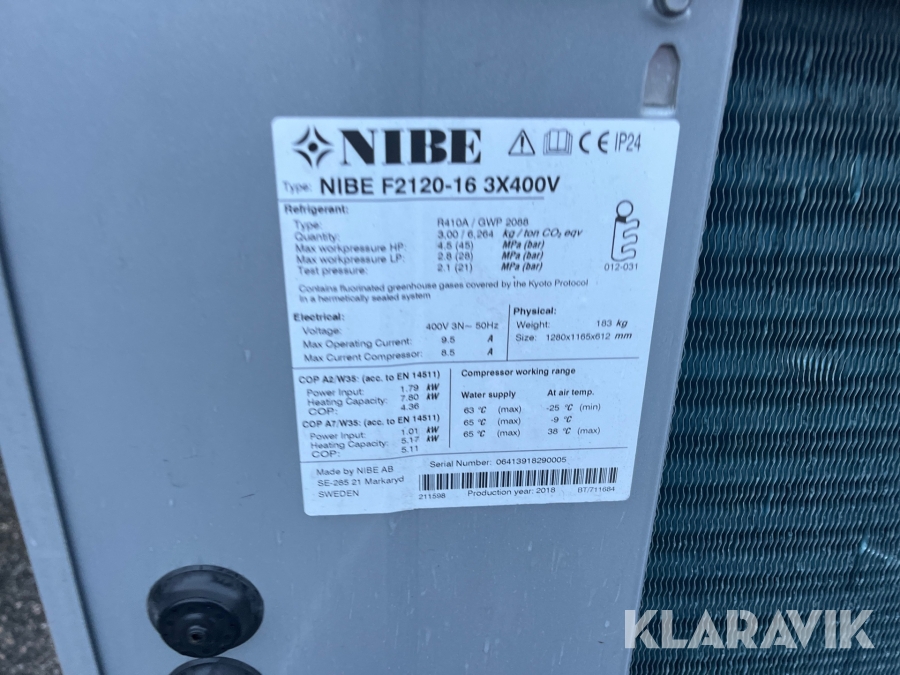 NIBE
IP24
Type: NIBE F2120-16 3X400V
Refrigerant:
Type: R410A / GWP 2088
Quantity: 3,00 / 6,264 kg / ton CO₂ eqv
Max workpressure HP: 4.5 (45) MPa (bar)
Max workpressure LP: 2.8 (28) MPa (bar)
Test pressure: 2.1 (21) MPa (bar)
012-031
Contains fluorinated greenhouse gases covered by the Kyoto Protocol
in a hermetically sealed system
Electrical:
Voltage: 400V 3N~ 50Hz
Max Operating Current: 9.5 A
Max Current Compressor: 8.5 A
Physical:
Weight: 183 kg
Size: 1280x1165x612 mm
COP A2/W35: (acc. to EN 14511)
Power Input: 1.79 kW
Heating Capacity: 7.80 kW
COP: 4.36
COP A7/W35: (acc. to EN 14511)
Power Input: 1.01 kW
Heating Capacity: 5.17 kW
COP: 5.11
Compressor working range
Water supply At air temp.
63 °C (max) -25 °C (min)
65 °C (max) -9 °C
65 °C (max) 38 °C (max)
Made by NIBE AB
SE-285 21 Markaryd
SWEDEN
Serial Number: 06413918290005
211598 Production year: 2018 BT/711684
KLARAVIK